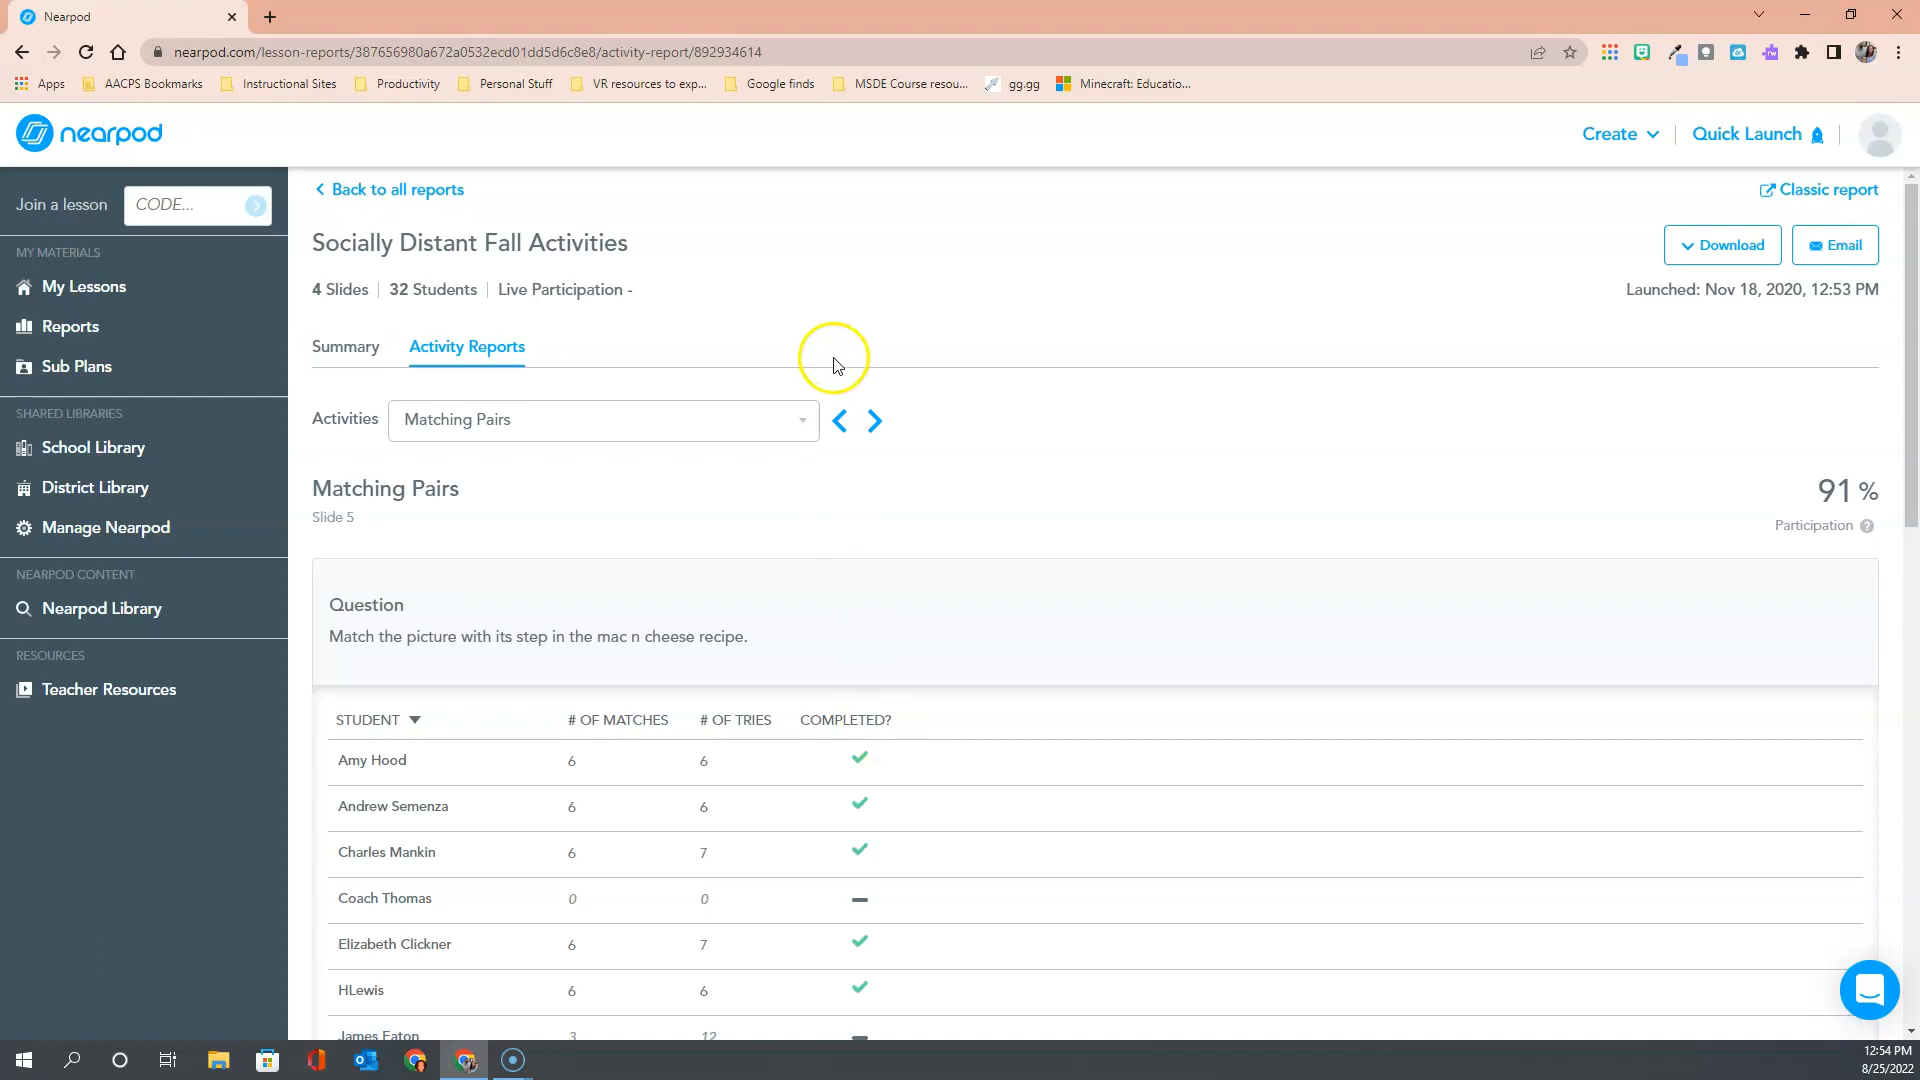 Nearpod
nearpod.com/lesson-reports/387656980a672a0532ecd01dd5d6c8e8/activity-report/892934614
Apps
AACPS Bookmarks
Instructional Sites
Productivity
Personal Stuff
VR resources to exp...
Google finds
MSDE Course resou...
gg.gg
Minecraft: Educatio...
nearpod
Create
Quick Launch
Join a lesson
CODE...
MY MATERIALS
My Lessons
Reports
Sub Plans
SHARED LIBRARIES
School Library
District Library
Manage Nearpod
NEARPOD CONTENT
Nearpod Library
RESOURCES
Teacher Resources
Back to all reports
Classic report
Socially Distant Fall Activities
Download
Email
4 Slides | 32 Students | Live Participation -
Launched: Nov 18, 2020, 12:53 PM
Summary
Activity Reports
Activities
Matching Pairs
Matching Pairs
91 %
Slide 5
Participation ?
Question
Match the picture with its step in the mac n cheese recipe.
STUDENT # OF MATCHES # OF TRIES COMPLETED?
Amy Hood 6 6
Andrew Semenza 6 6
Charles Mankin 6 7
Coach Thomas 0 0
Elizabeth Clickner 6 7
HLewis 6 6
James Eaton 3 12
12:54 PM
8/25/2022